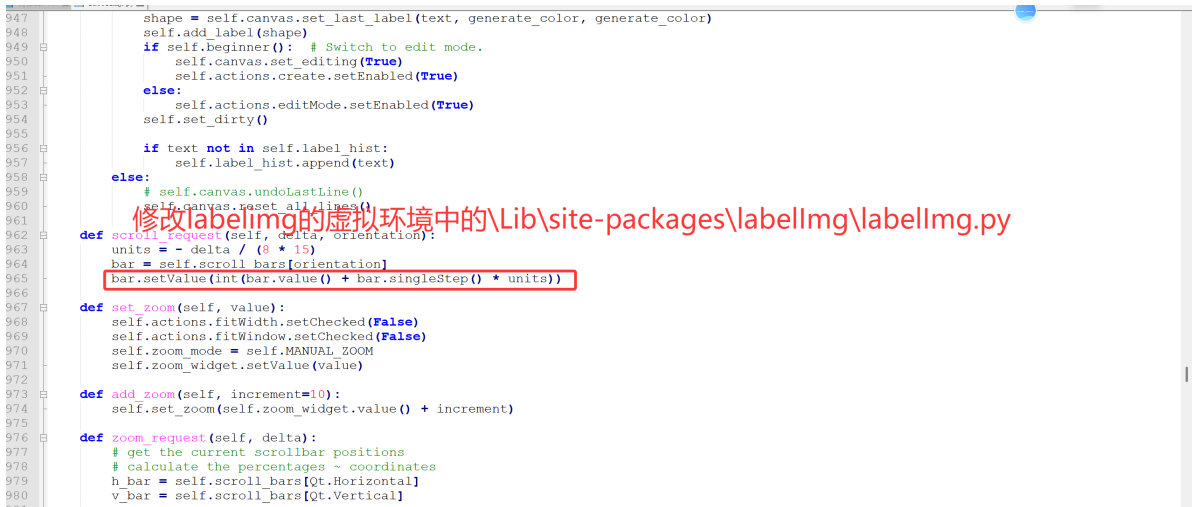 947 shape = self.canvas.set_last_label(text, generate_color, generate_color)
948 self.add_label(shape)
949 if self.beginner():  # Switch to edit mode.
950 self.canvas.set_editing(True)
951 self.actions.create.setEnabled(True)
952 else:
953 self.actions.editMode.setEnabled(True)
954 self.set_dirty()
955
956 if text not in self.label_hist:
957 self.label_hist.append(text)
958 else:
959 # self.canvas.undoLastLine()
960 self.canvas.reset_all_lines()
修改labelimg的虚拟环境中的\Lib\site-packages\labelImg\labelImg.py
961
962 def scroll_request(self, delta, orientation):
963 units = - delta / (8 * 15)
964 bar = self.scroll_bars[orientation]
965 bar.setValue(int(bar.value() + bar.singleStep() * units))
966
967 def set_zoom(self, value):
968 self.actions.fitWidth.setChecked(False)
969 self.actions.fitWindow.setChecked(False)
970 self.zoom_mode = self.MANUAL_ZOOM
971 self.zoom_widget.setValue(value)
972
973 def add_zoom(self, increment=10):
974 self.set_zoom(self.zoom_widget.value() + increment)
975
976 def zoom_request(self, delta):
977 # get the current scrollbar positions
978 # calculate the percentages ~ coordinates
979 h_bar = self.scroll_bars[Qt.Horizontal]
980 v_bar = self.scroll_bars[Qt.Vertical]